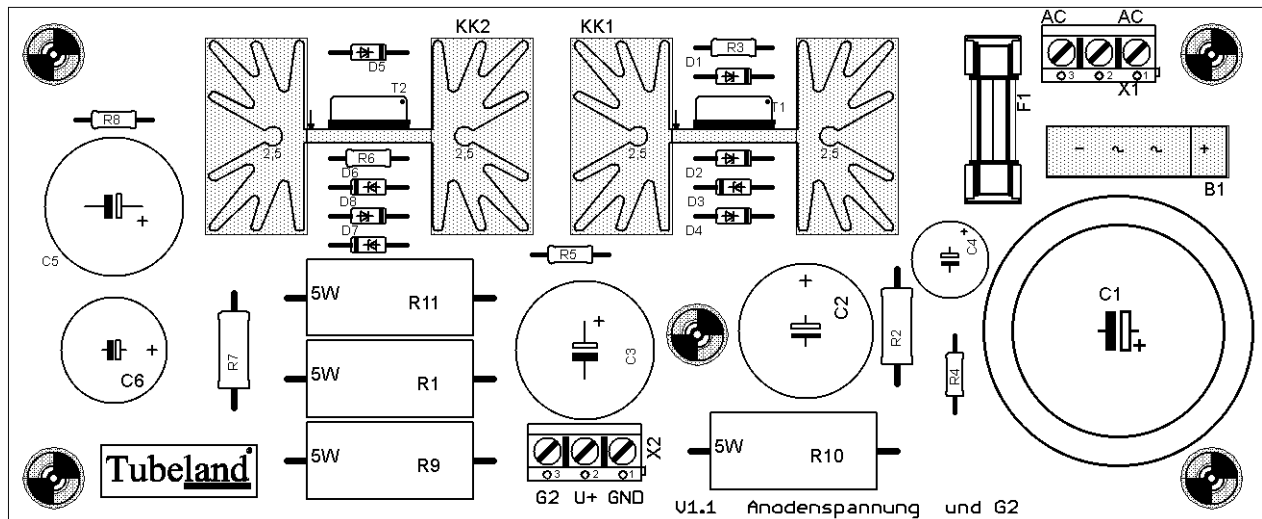 KK2
KK1
AC AC
D5
R3
D1
3 2 1
X1
T2
T1
F1
R8
2,5
2,5
2,5
2,5
- ~ ~ +
B1
R6
D6
D8
D7
D2
D3
D4
C5
+
R5
+
C4
5W R11
+
C2
+
C3
R2
C1
+
R7
5W R1
R4
C6
+
5W R9
X2
3 2 1
G2 U+ GND
5W R10
Tubeland®
V1.1 Anodenspannung und G2